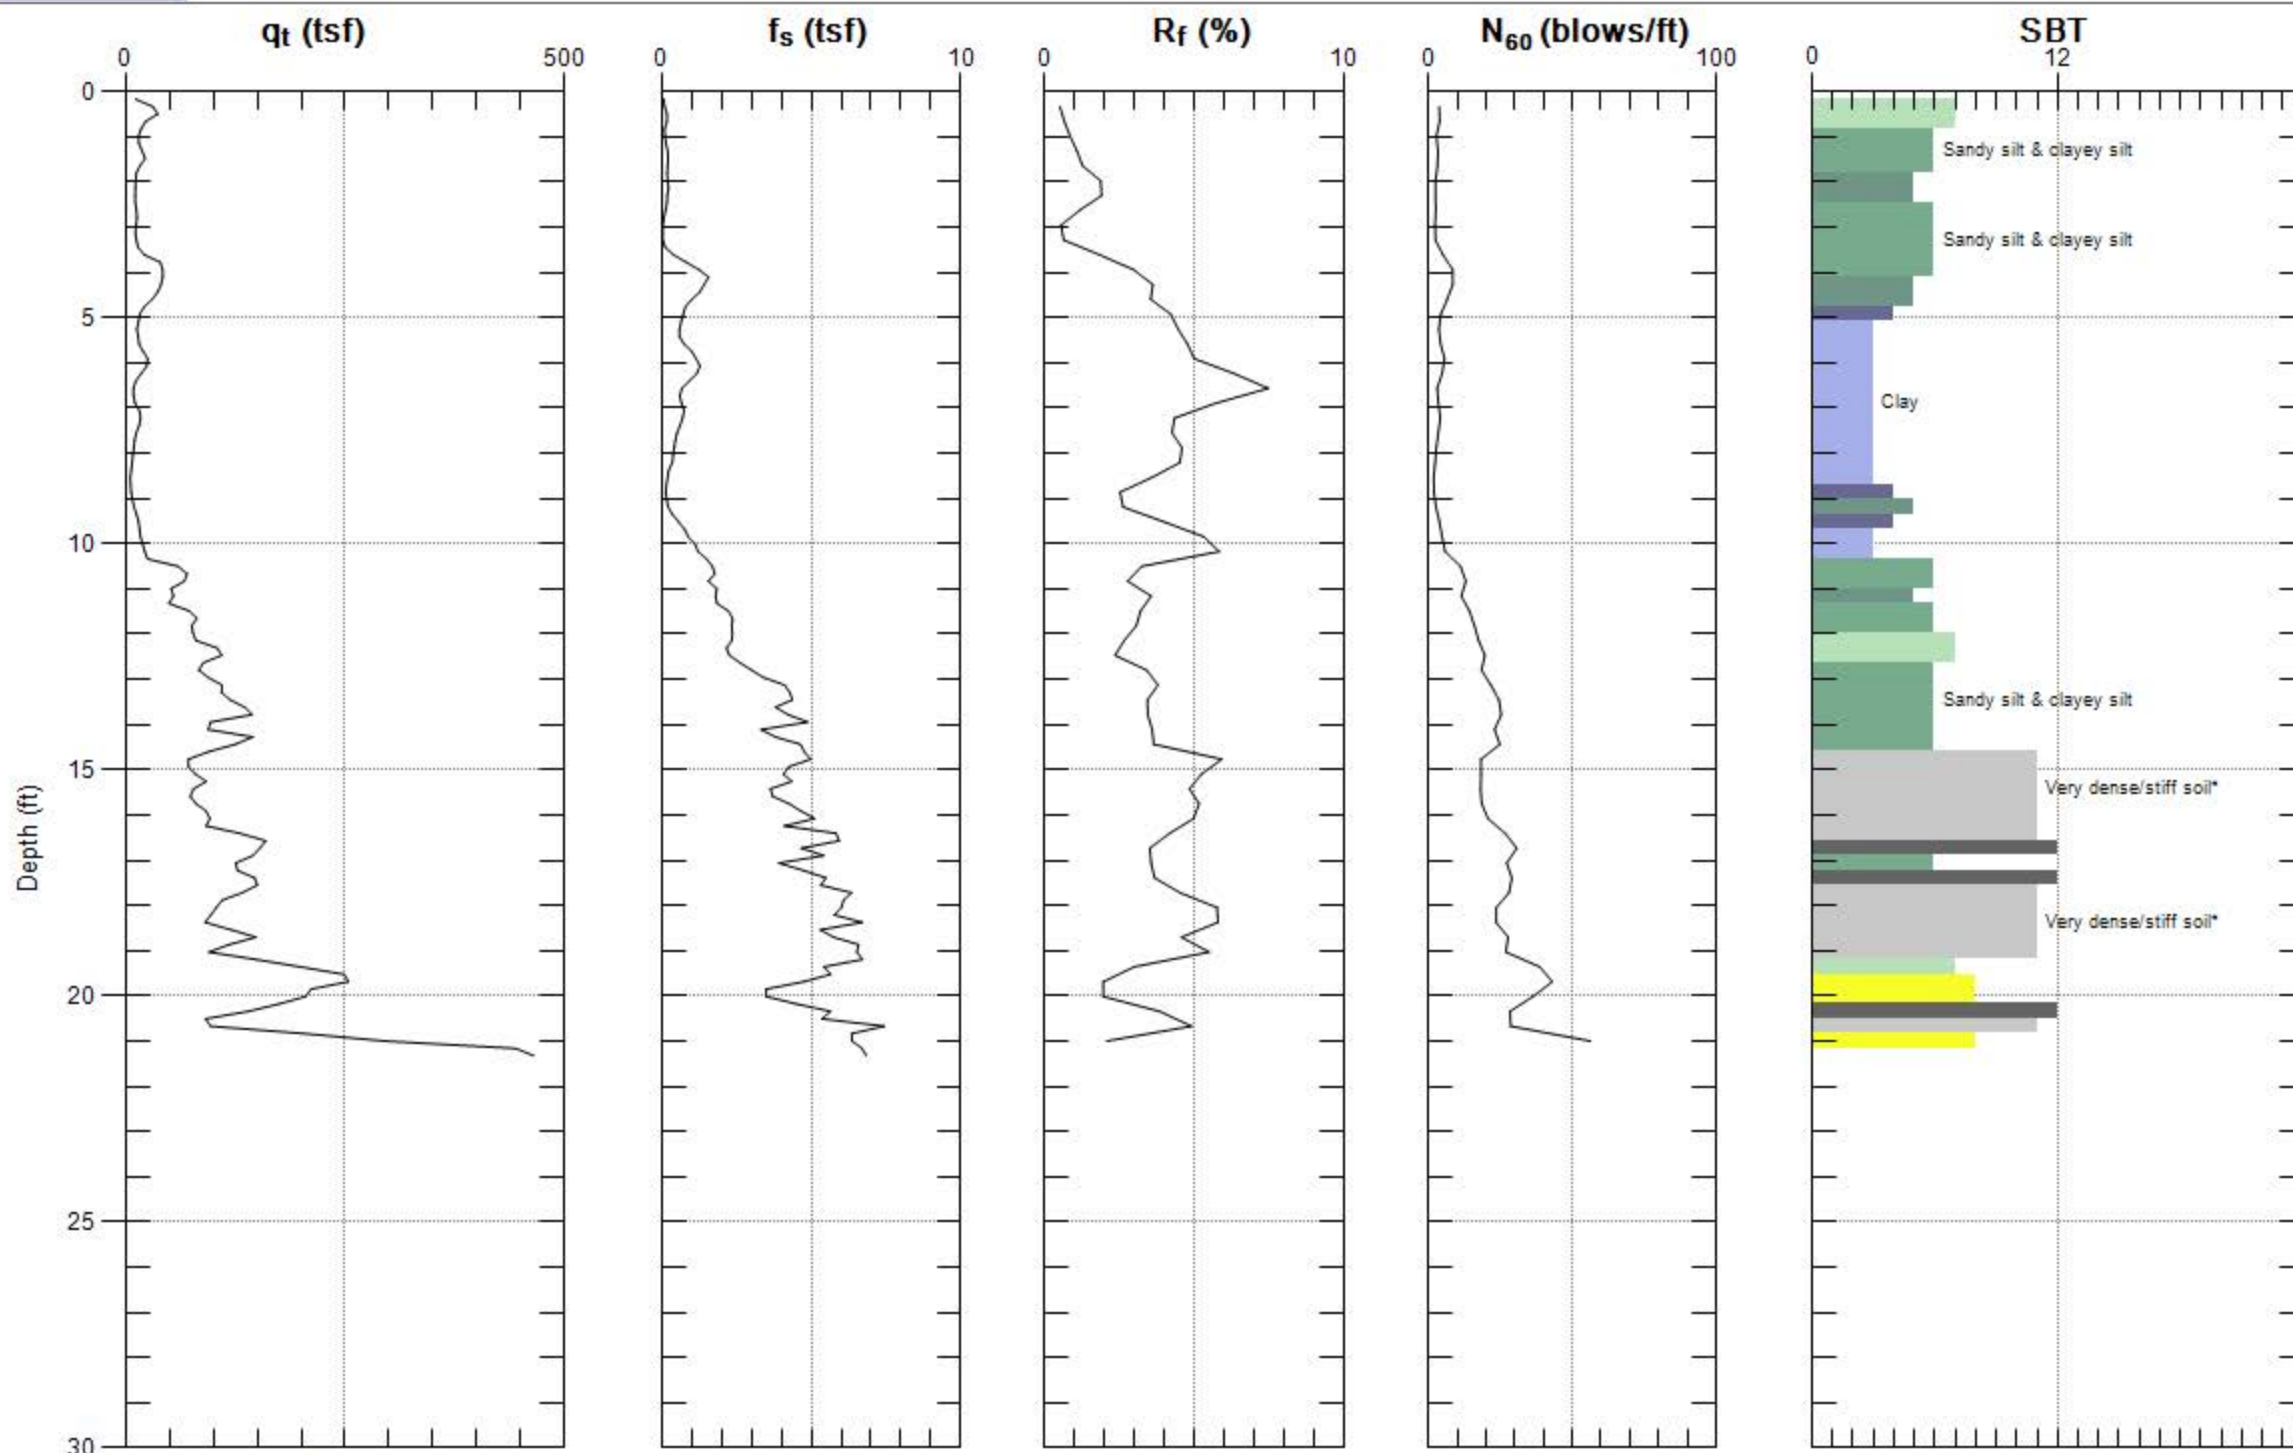 qt (tsf) fs (tsf) Rf (%) N60 (blows/ft) SBT
0 500 0 10 0 10 0 100 0 12
0
Sandy silt & clayey silt
Sandy silt & clayey silt
5
Clay
10
Sandy silt & clayey silt
15
Very dense/stiff soil*
Depth (ft)
Very dense/stiff soil*
20
25
30